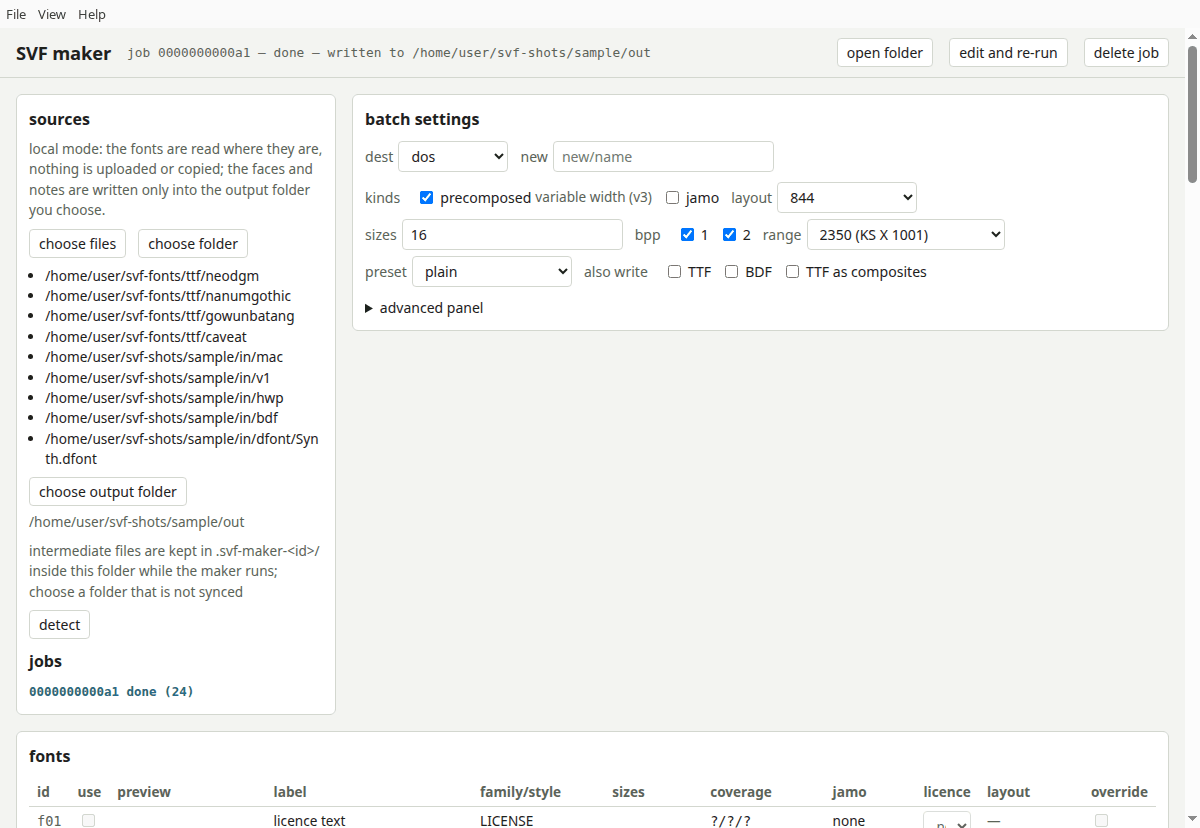 File View Help
SVF maker job 0000000000a1 — done — written to /home/user/svf-shots/sample/out open folder edit and re-run delete job
sources
local mode: the fonts are read where they are,
nothing is uploaded or copied; the faces and
notes are written only into the output folder
you choose.
choose files choose folder
/home/user/svf-fonts/ttf/neodgm
/home/user/svf-fonts/ttf/nanumgothic
/home/user/svf-fonts/ttf/gowunbatang
/home/user/svf-fonts/ttf/caveat
/home/user/svf-shots/sample/in/mac
/home/user/svf-shots/sample/in/v1
/home/user/svf-shots/sample/in/hwp
/home/user/svf-shots/sample/in/bdf
/home/user/svf-shots/sample/in/dfont/Syn
th.dfont
choose output folder
/home/user/svf-shots/sample/out
intermediate files are kept in .svf-maker-<id>/
inside this folder while the maker runs;
choose a folder that is not synced
detect
jobs
0000000000a1 done (24)
batch settings
dest dos new new/name
kinds precomposed variable width (v3) jamo layout 844
sizes 16 bpp 1 2 range 2350 (KS X 1001)
preset plain also write TTF BDF TTF as composites
advanced panel
fonts
id use preview label family/style sizes coverage jamo licence layout override
f01 licence text LICENSE ?/?/? none —